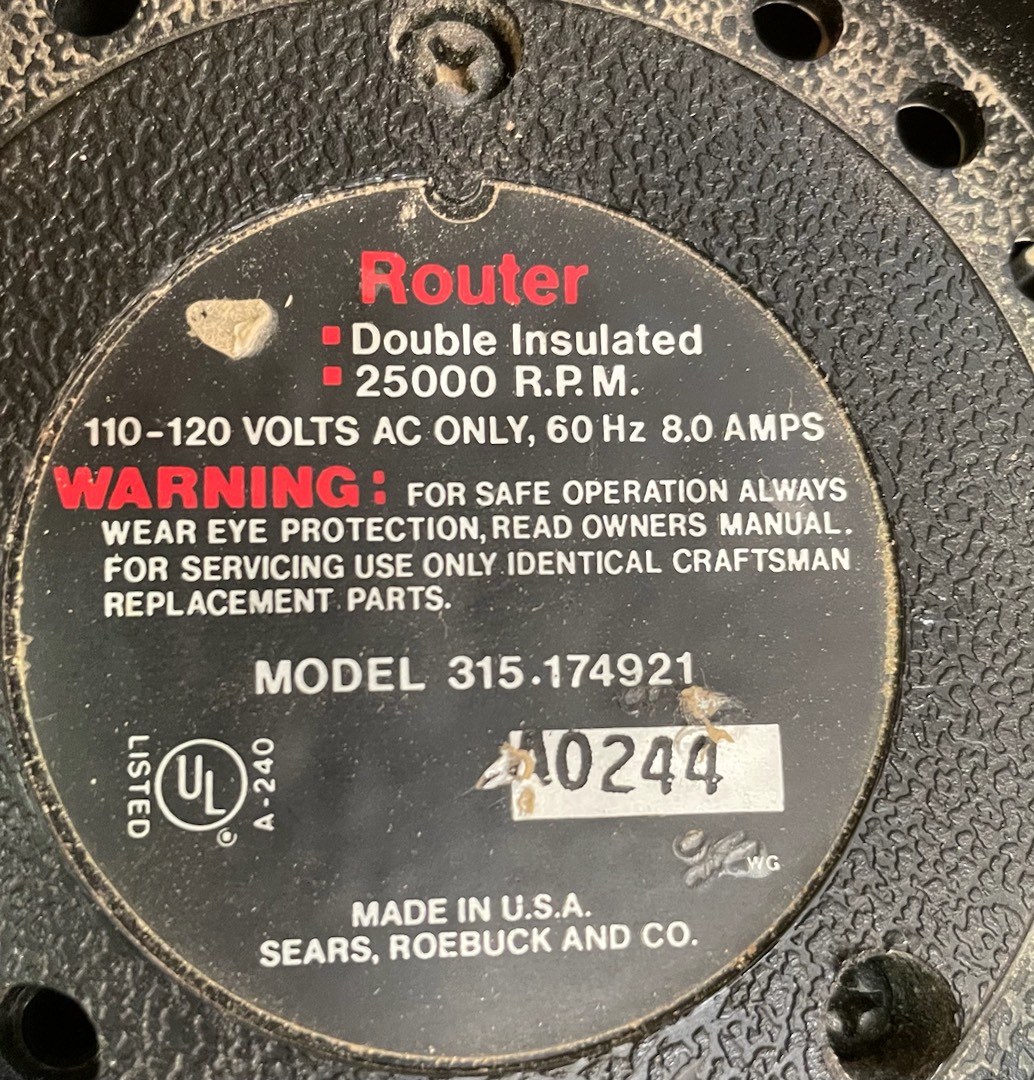 Router
Double Insulated
25000 R.P.M.
110-120 VOLTS AC ONLY, 60 Hz 8.0 AMPS
WARNING: FOR SAFE OPERATION ALWAYS
WEAR EYE PROTECTION, READ OWNERS MANUAL.
FOR SERVICING USE ONLY IDENTICAL CRAFTSMAN
REPLACEMENT PARTS.
MODEL 315.174921
LISTED
UL
®
A-240
A0244
WG
MADE IN U.S.A.
SEARS, ROEBUCK AND CO.